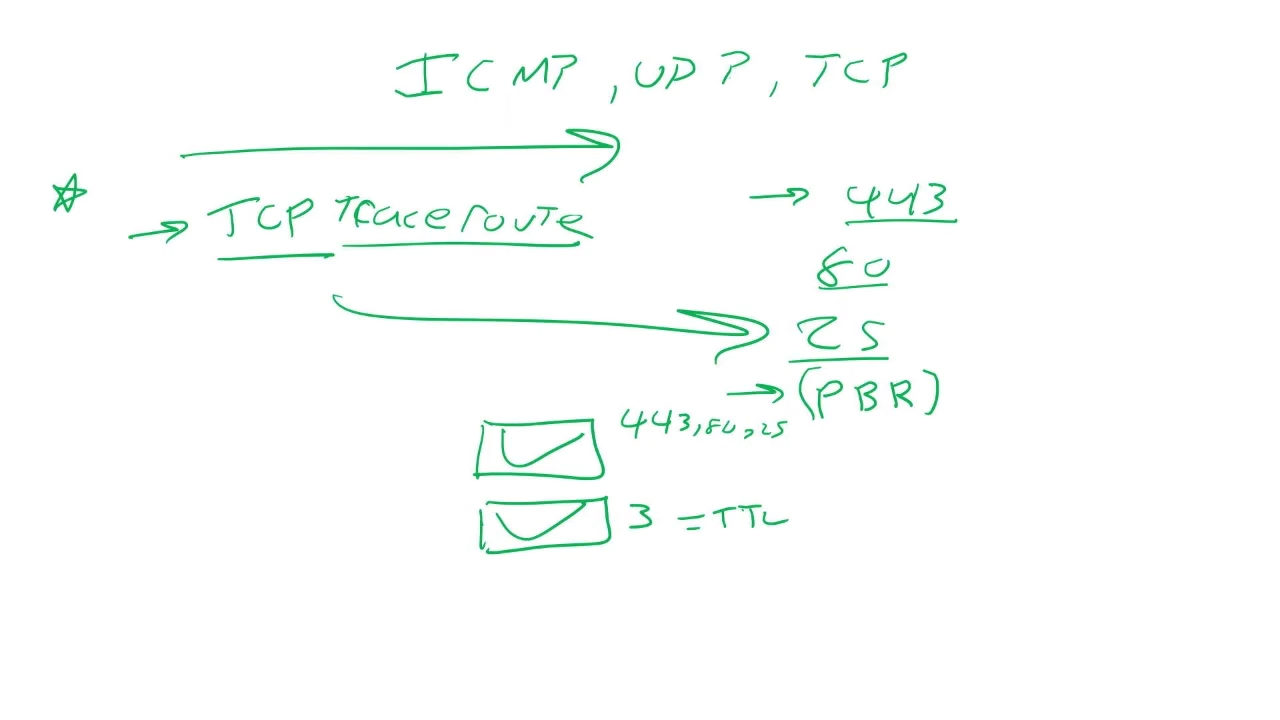 ICMP, UDP, TCP
TCP Traceroute
443
80
25
(PBR)
443,80,25
3 = TTL